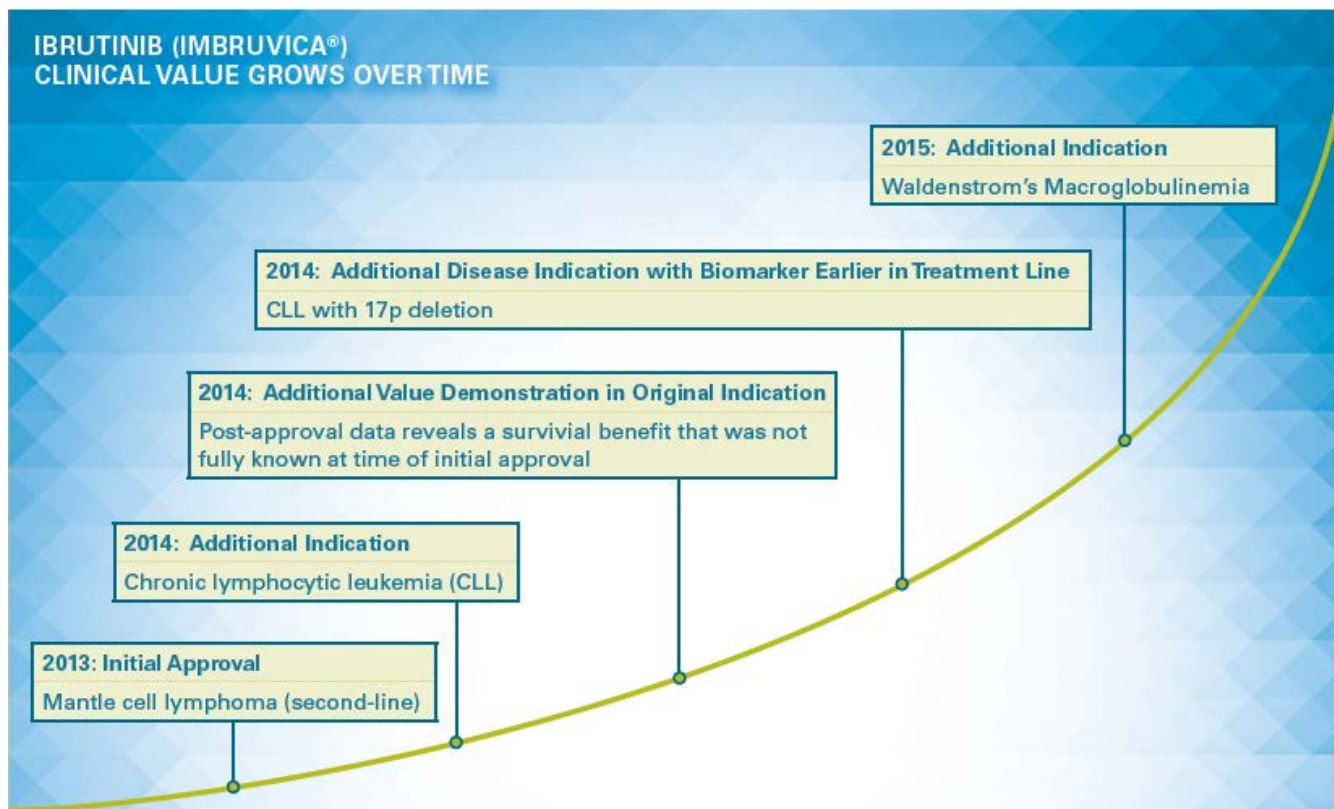 IBRUTINIB (IMBRUVICA®)
CLINICAL VALUE GROWS OVER TIME
2015: Additional Indication
Waldenstrom's Macroglobulinemia
2014: Additional Disease Indication with Biomarker Earlier in Treatment Line
CLL with 17p deletion
2014: Additional Value Demonstration in Original Indication
Post-approval data reveals a survivial benefit that was not
fully known at time of initial approval
2014: Additional Indication
Chronic lymphocytic leukemia (CLL)
2013: Initial Approval
Mantle cell lymphoma (second-line)